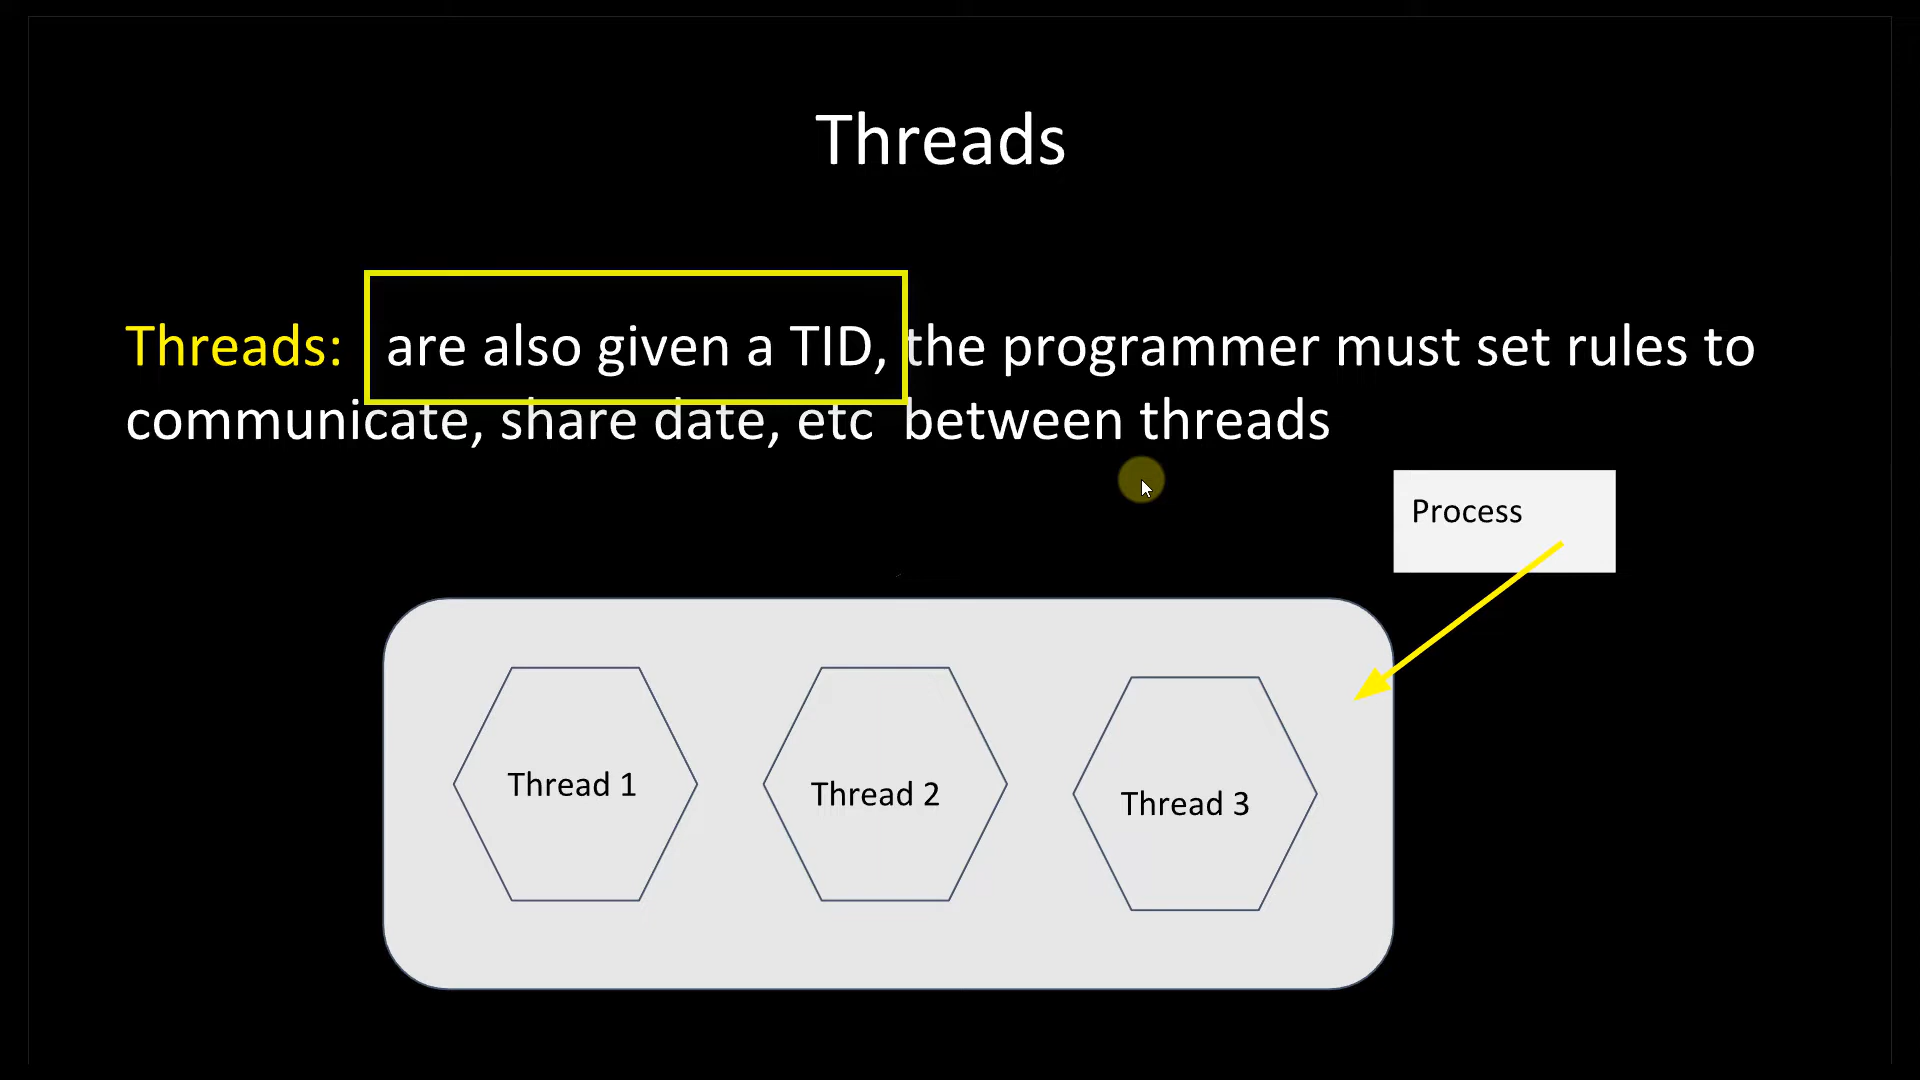 Threads
Threads: are also given a TID, the programmer must set rules to
communicate, share date, etc between threads
Process
Thread 1
Thread 2
Thread 3